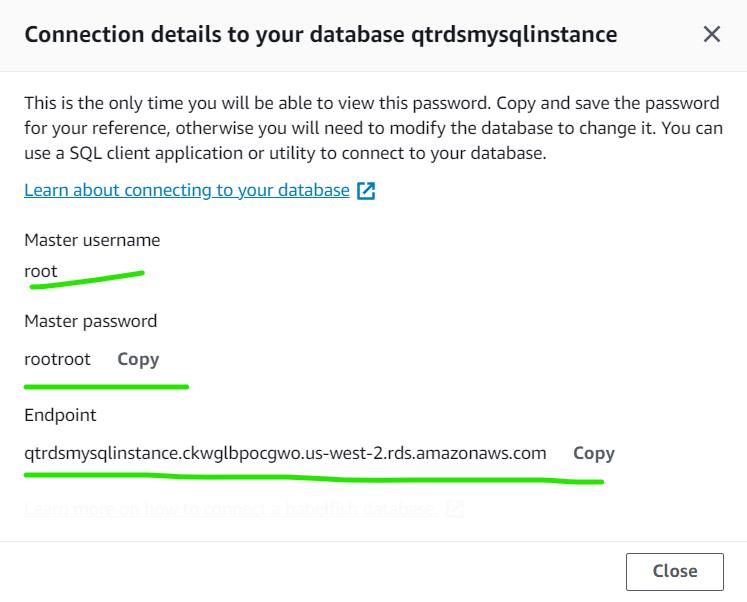 Connection details to your database qtrdsmysqlinstance
This is the only time you will be able to view this password. Copy and save the password
for your reference, otherwise you will need to modify the database to change it. You can
use a SQL client application or utility to connect to your database.
Learn about connecting to your database
Master username
root
Master password
rootroot Copy
Endpoint
qtrdsmysqlinstance.ckwglbpocgwo.us-west-2.rds.amazonaws.com Copy
Learn more on how to connect a babelfish database.
Close